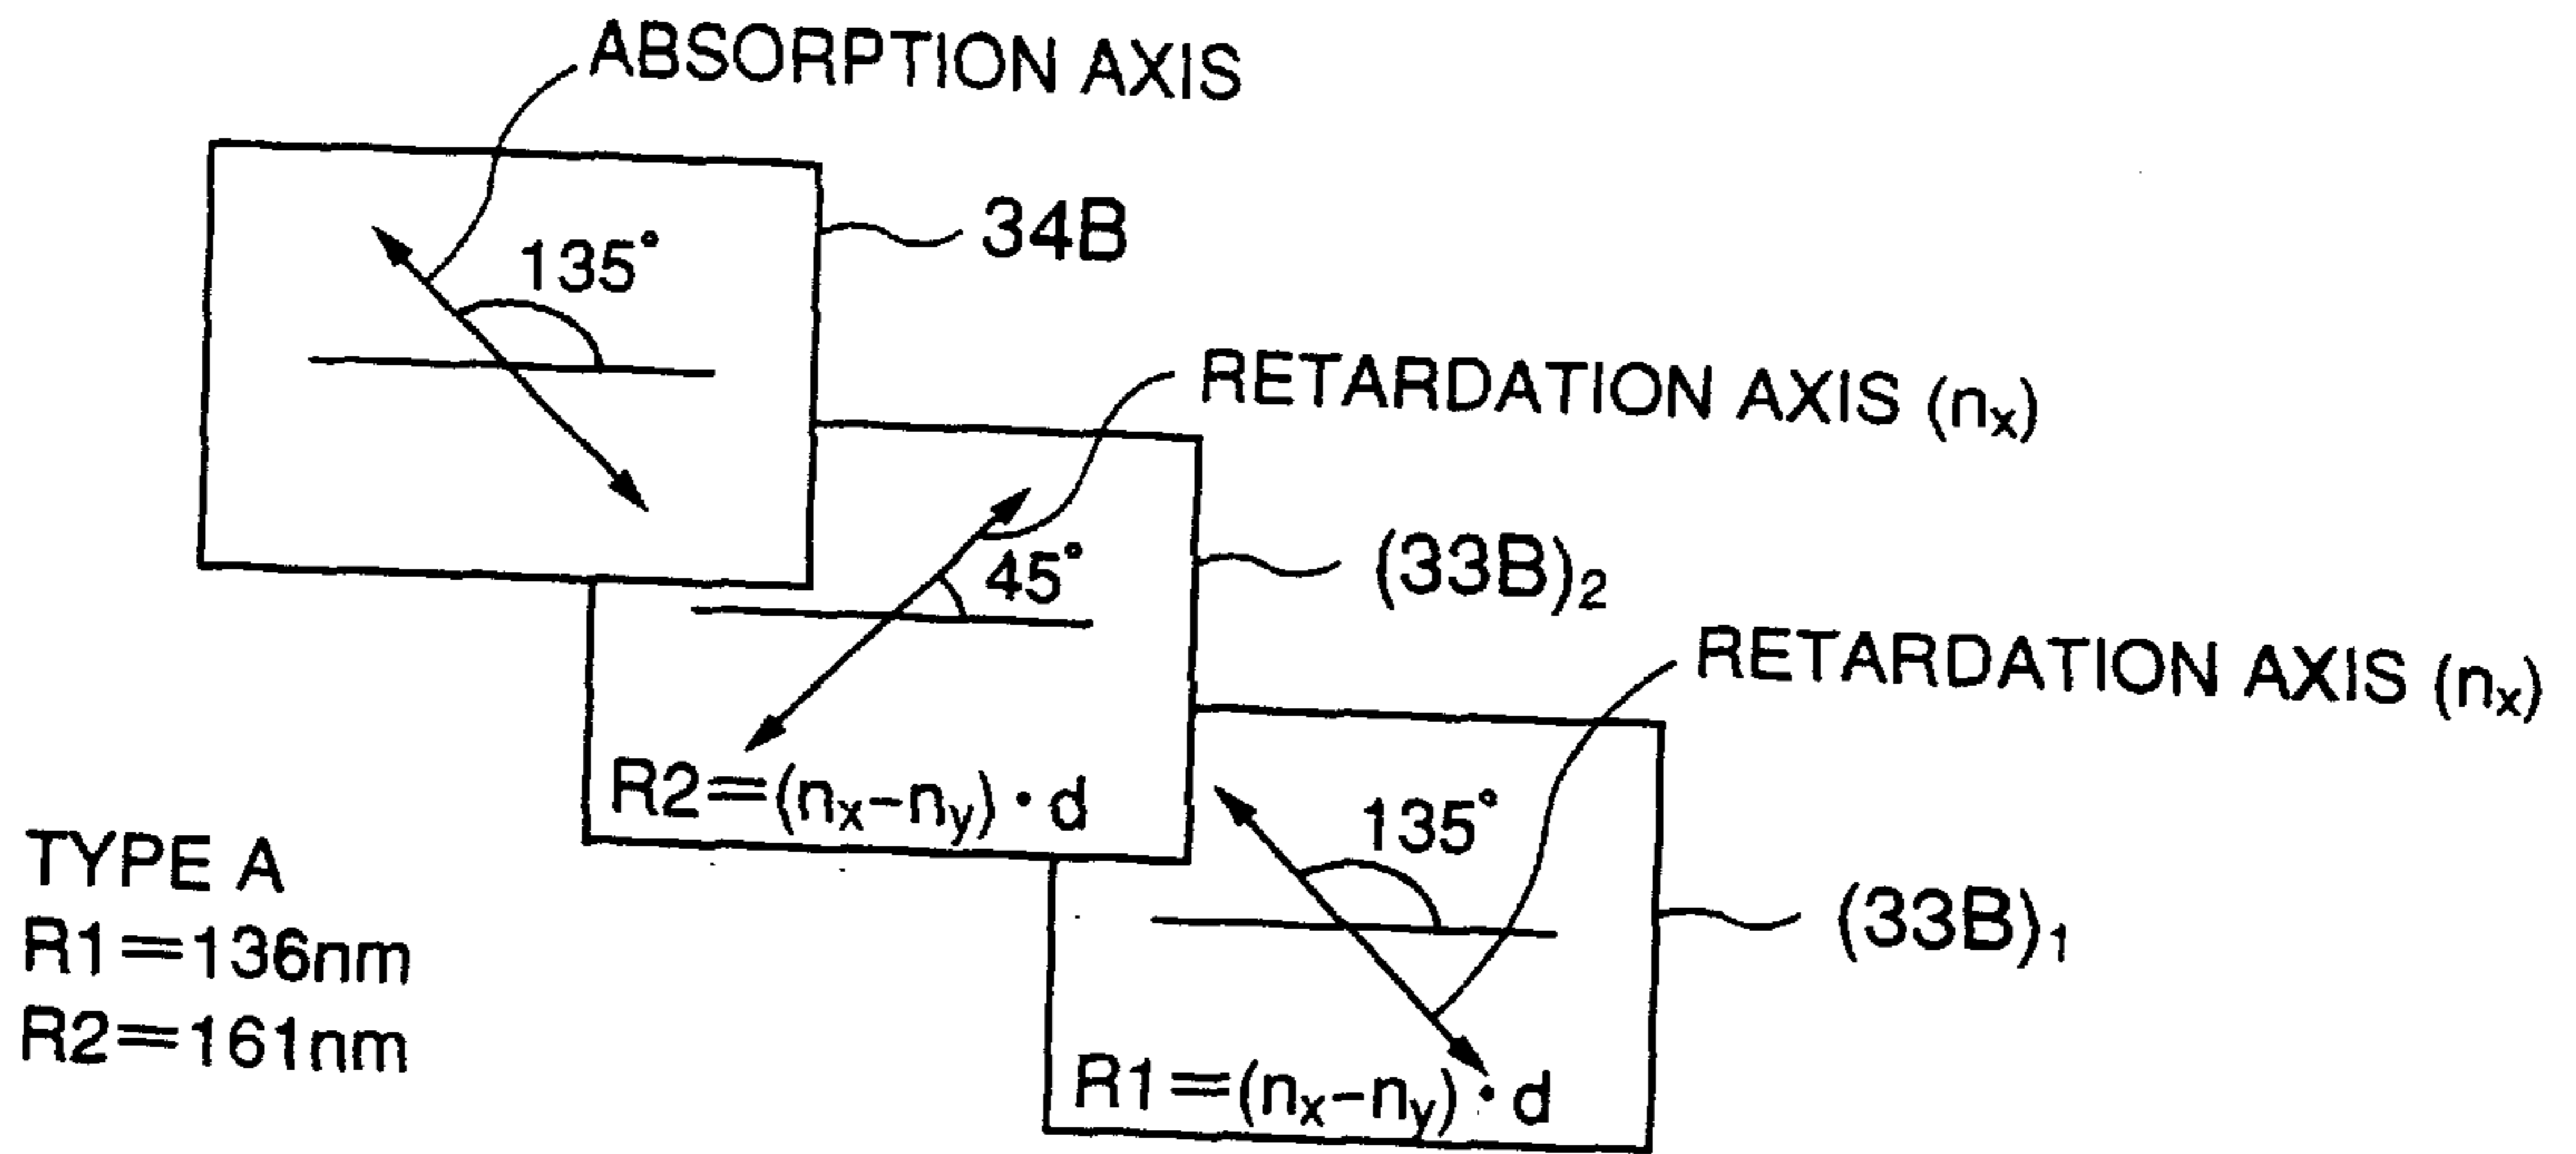 ABSORPTION AXIS
34B
135°
RETARDATION AXIS (nx)
45°
(33B)2
R2=(nx-ny)·d
RETARDATION AXIS (nx)
135°
(33B)1
R1=(nx-ny)·d
TYPE A
R1=136nm
R2=161nm